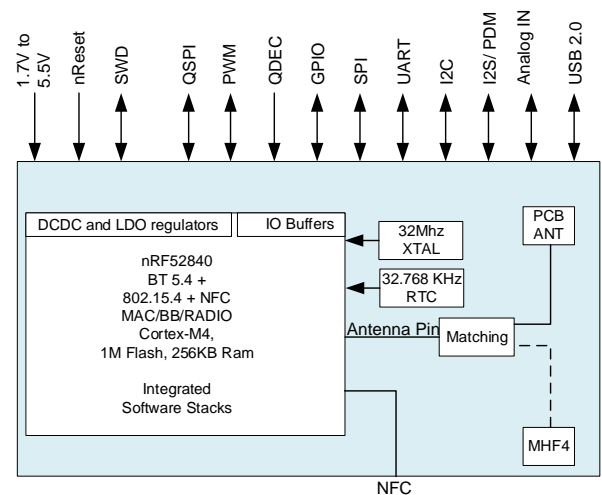 1.7V to
5.5V
nReset
SWD
QSPI
PWM
QDEC
GPIO
SPI
UART
I2C
I2S/ PDM
Analog IN
USB 2.0
DCDC and LDO regulators
IO Buffers
nRF52840
BT 5.4 +
802.15.4 + NFC
MAC/BB/RADIO
Cortex-M4,
1M Flash, 256KB Ram
Integrated
Software Stacks
32Mhz
XTAL
32.768 KHz
RTC
PCB
ANT
Antenna Pin
Matching
MHF4
NFC